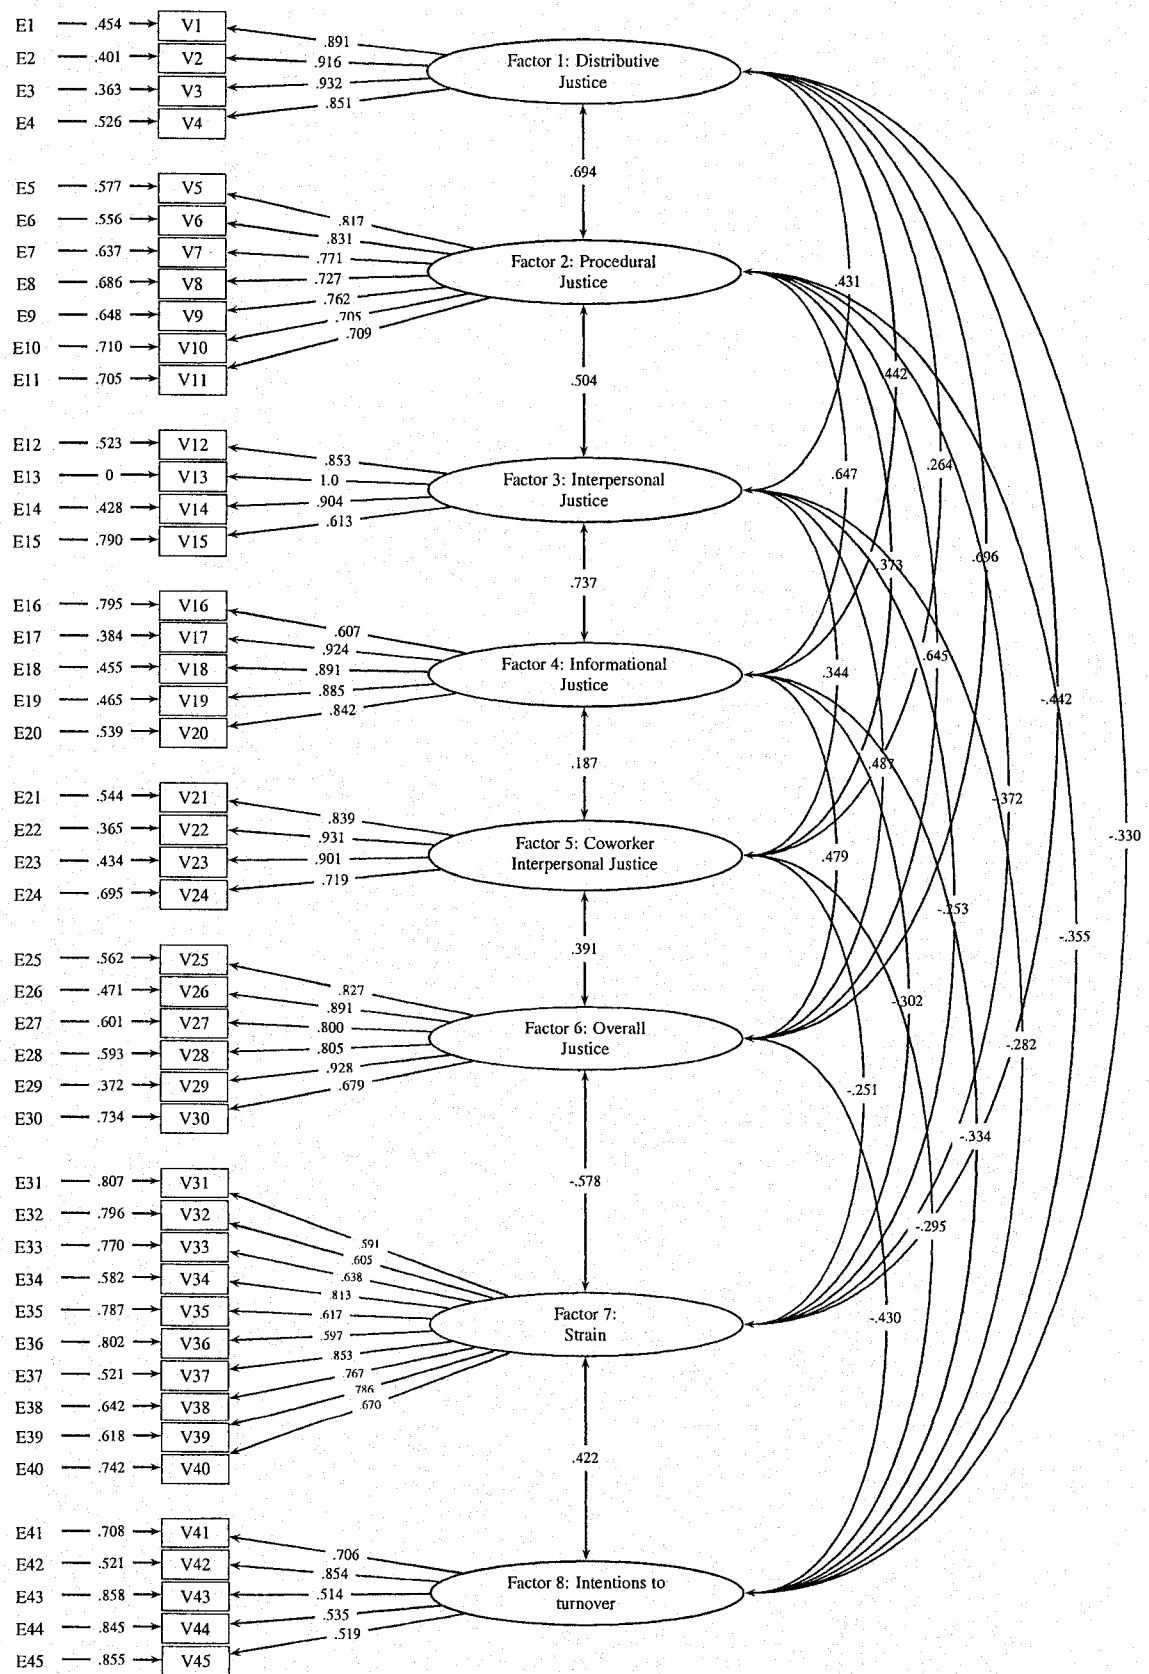 E1 .454 V1
E2 .401 V2
E3 .363 V3
E4 .526 V4
.891
.916
.932
.851
Factor 1: Distributive
Justice
.694
E5 .577 V5
E6 .556 V6
E7 .637 V7
E8 .686 V8
E9 .648 V9
E10 .710 V10
E11 .705 V11
.817
.831
.771
.727
.762
.705
.709
Factor 2: Procedural
Justice
.504
E12 .523 V12
E13 0 V13
E14 .428 V14
E15 .790 V15
.853
1.0
.904
.613
Factor 3: Interpersonal
Justice
.737
E16 .795 V16
E17 .384 V17
E18 .455 V18
E19 .465 V19
E20 .539 V20
.607
.924
.891
.885
.842
Factor 4: Informational
Justice
.187
E21 .544 V21
E22 .365 V22
E23 .434 V23
E24 .695 V24
.839
.931
.901
.719
Factor 5: Coworker
Interpersonal Justice
.391
E25 .562 V25
E26 .471 V26
E27 .601 V27
E28 .593 V28
E29 .372 V29
E30 .734 V30
.827
.891
.800
.805
.928
.679
Factor 6: Overall
Justice
-.578
E31 .807 V31
E32 .796 V32
E33 .770 V33
E34 .582 V34
E35 .787 V35
E36 .802 V36
E37 .521 V37
E38 .642 V38
E39 .618 V39
E40 .742 V40
.591
.605
.638
.813
.617
.597
.853
.767
.786
.670
Factor 7:
Strain
.422
E41 .708 V41
E42 .521 V42
E43 .858 V43
E44 .845 V44
E45 .855 V45
.706
.854
.514
.535
.519
Factor 8: Intentions to
turnover
.431
.442
.264
.647
.696
.373
.645
.344
-.442
.487
-.372
-.330
.479
-.253
-.355
-.302
-.282
-.251
-.334
-.295
-.430